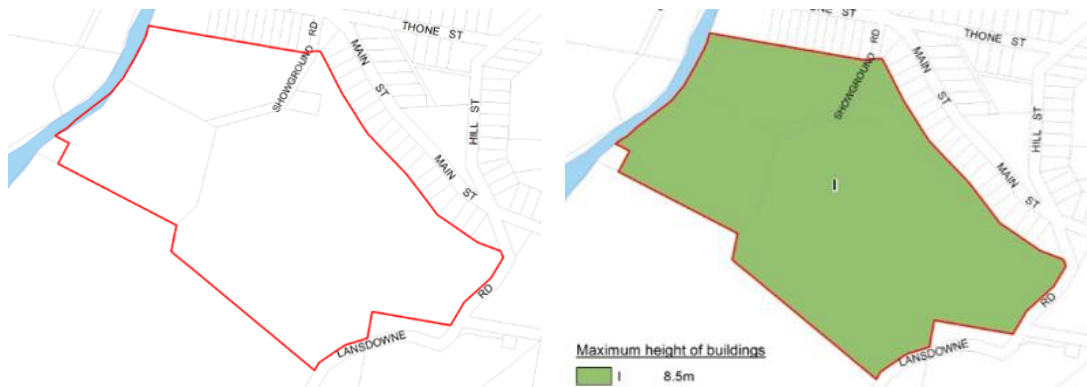 THONE ST
SHOWGROUND RD
MAIN ST
HILL ST
MAIN ST
LANSDOWNE RD
THONE ST
SHOWGROUND RD
MAIN ST
HILL ST
I
MAIN ST
LANSDOWNE RD
Maximum height of buildings
I 8.5m